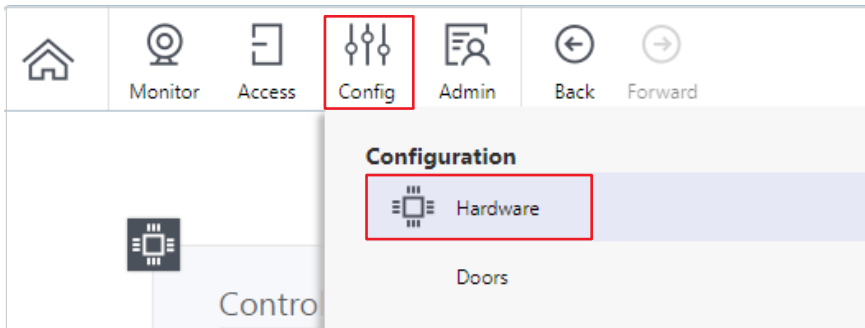 Monitor Access Config Admin Back Forward
Configuration
Hardware
Doors
Contro